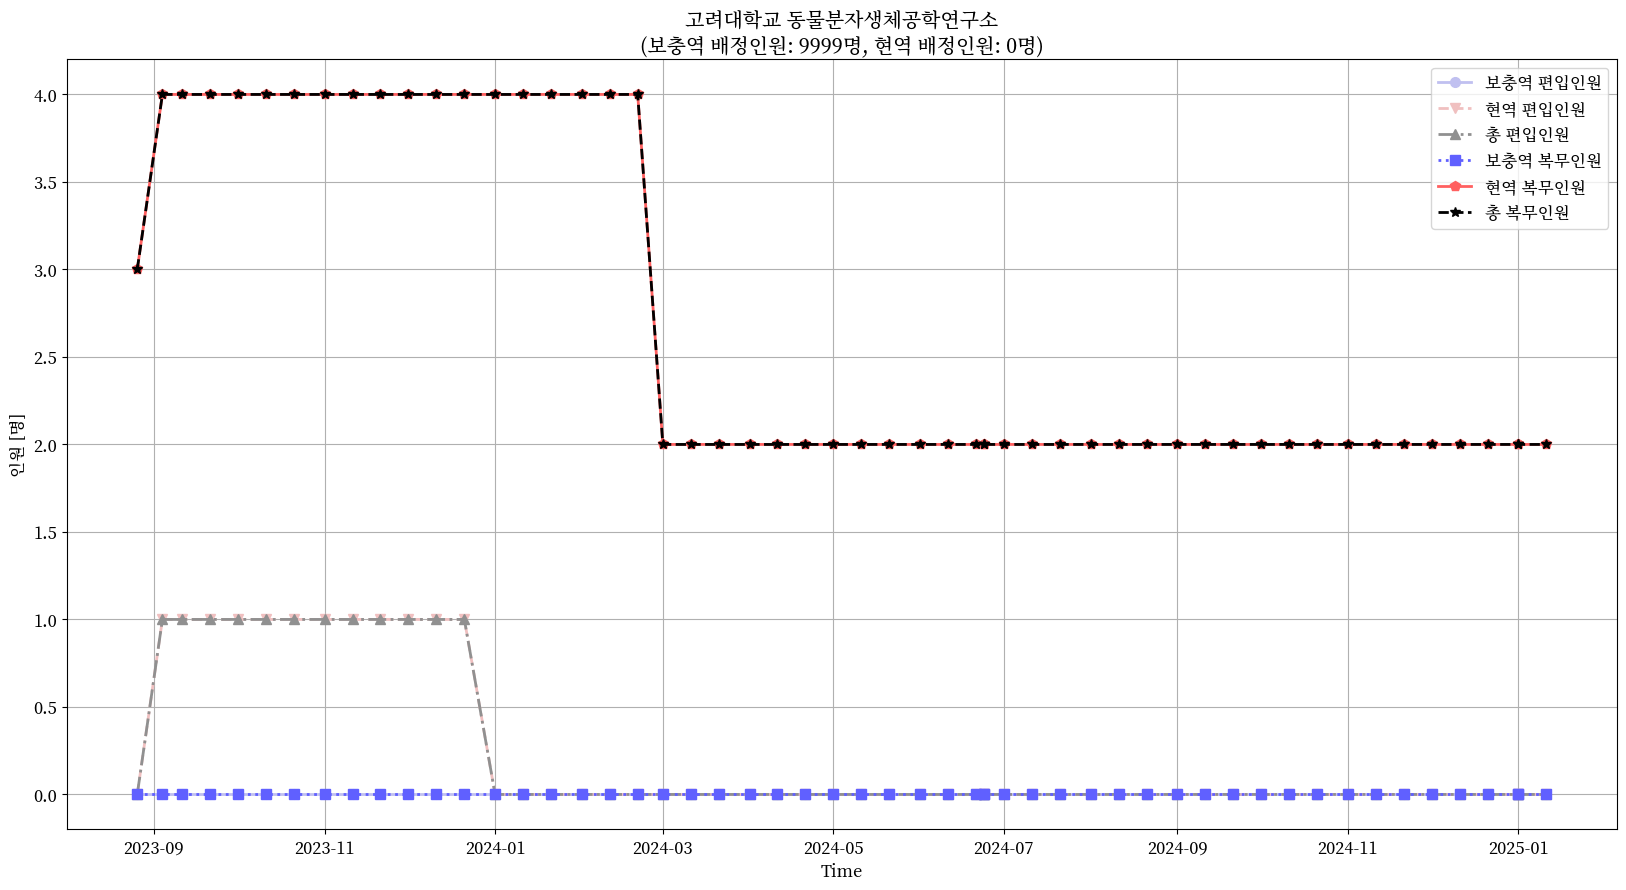 고려대학교 동물분자생체공학연구소
(보충역 배정인원: 9999명, 현역 배정인원: 0명)
보충역 편입인원
현역 편입인원
총 편입인원
보충역 복무인원
현역 복무인원
총 복무인원
인원 [명]
4.0
3.5
3.0
2.5
2.0
1.5
1.0
0.5
0.0
2023-09
2023-11
2024-01
2024-03
2024-05
2024-07
2024-09
2024-11
2025-01
Time